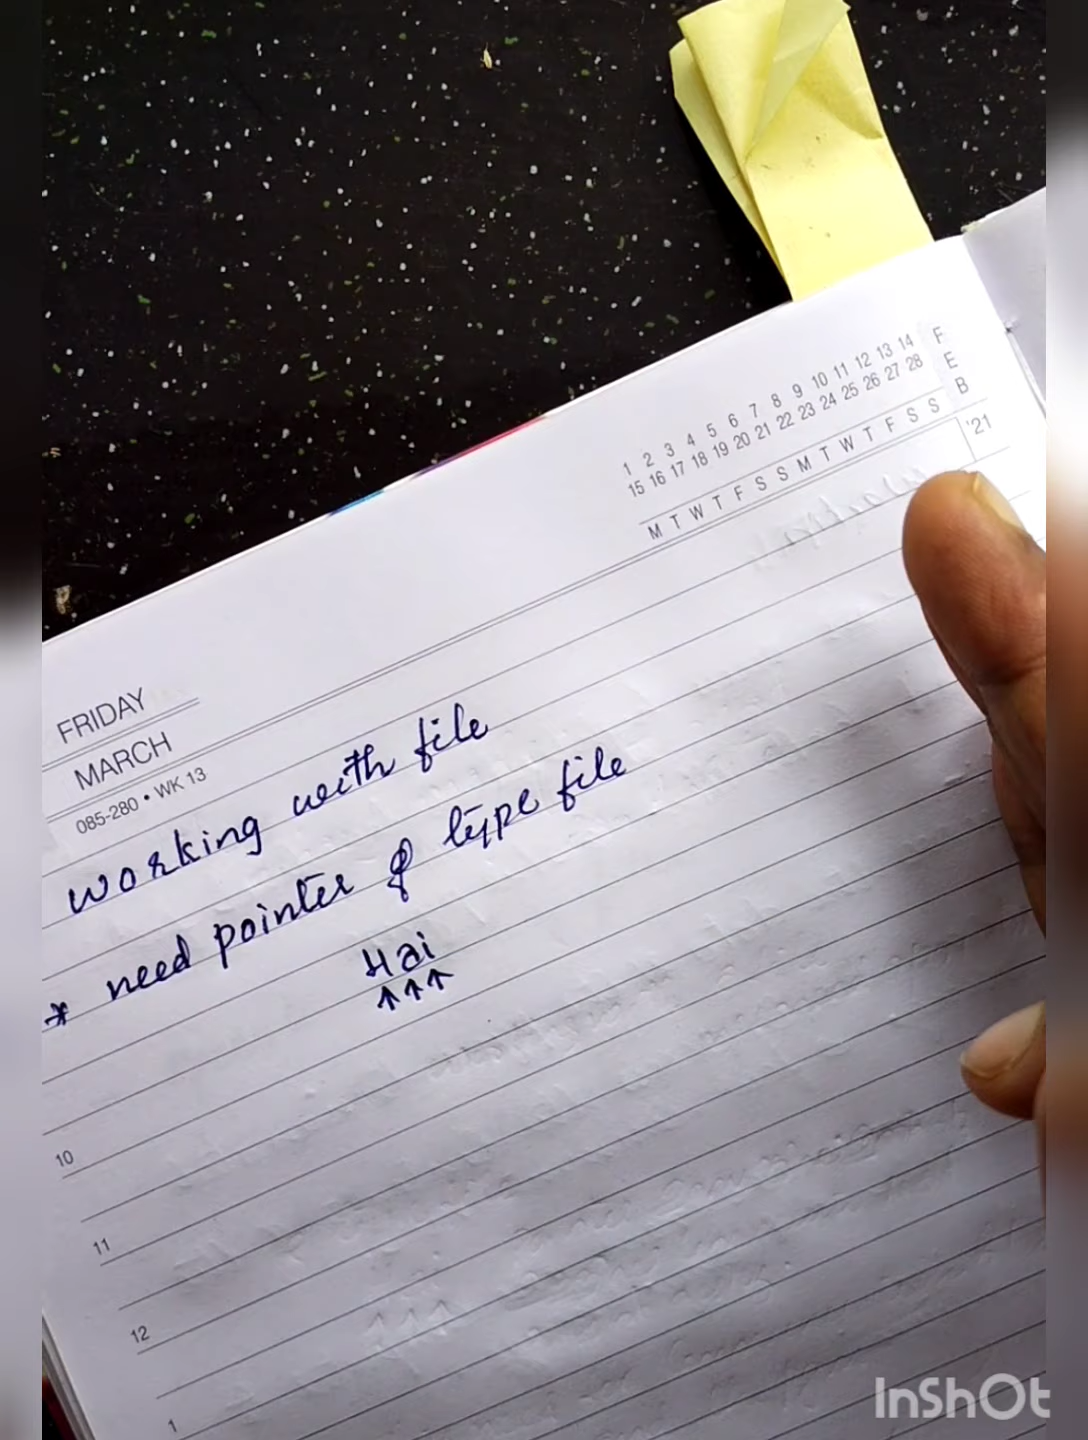 1 2 3 4 5 6 7 8 9 10 11 12 13 14
15 16 17 18 19 20 21 22 23 24 25 26 27 28
M T W T F S S M T W T F S S
FEB
'21
FRIDAY
MARCH
085-280 • WK 13
working with file
* need pointer of type file
Hai
↑↑↑
10
11
12
1
InShOt